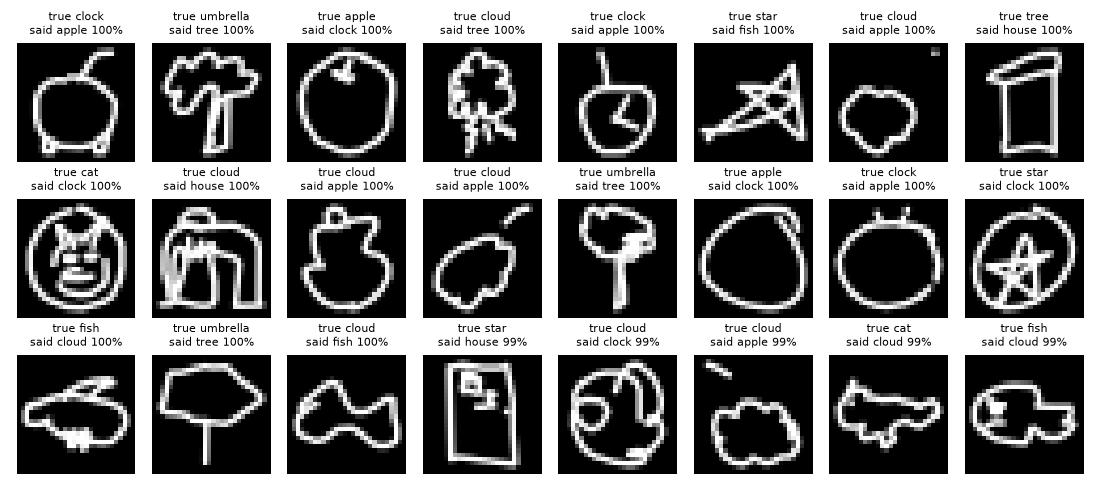 true clock
said apple 100%
true umbrella
said tree 100%
true apple
said clock 100%
true cloud
said tree 100%
true clock
said apple 100%
true star
said fish 100%
true cloud
said apple 100%
true tree
said house 100%
true cat
said clock 100%
true cloud
said house 100%
true cloud
said apple 100%
true cloud
said apple 100%
true umbrella
said tree 100%
true apple
said clock 100%
true clock
said apple 100%
true star
said clock 100%
true fish
said cloud 100%
true umbrella
said tree 100%
true cloud
said fish 100%
true star
said house 99%
true cloud
said clock 99%
true cloud
said apple 99%
true cat
said cloud 99%
true fish
said cloud 99%